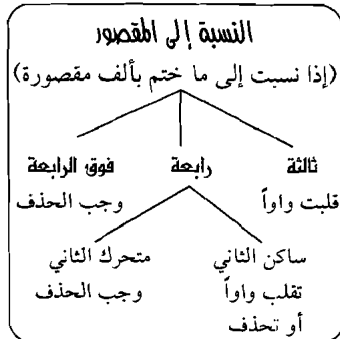 النسبة إلى المقصور
(إذا نسبت إلى ما ختم بألف مقصورة)
ثالثة رابعة فوق الرابعة
قلبت واواً وجب الحذف
ساكن الثاني متحرك الثاني
تقلب واواً وجب الحذف
أو تحذف